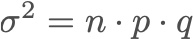 σ² = n · p · q